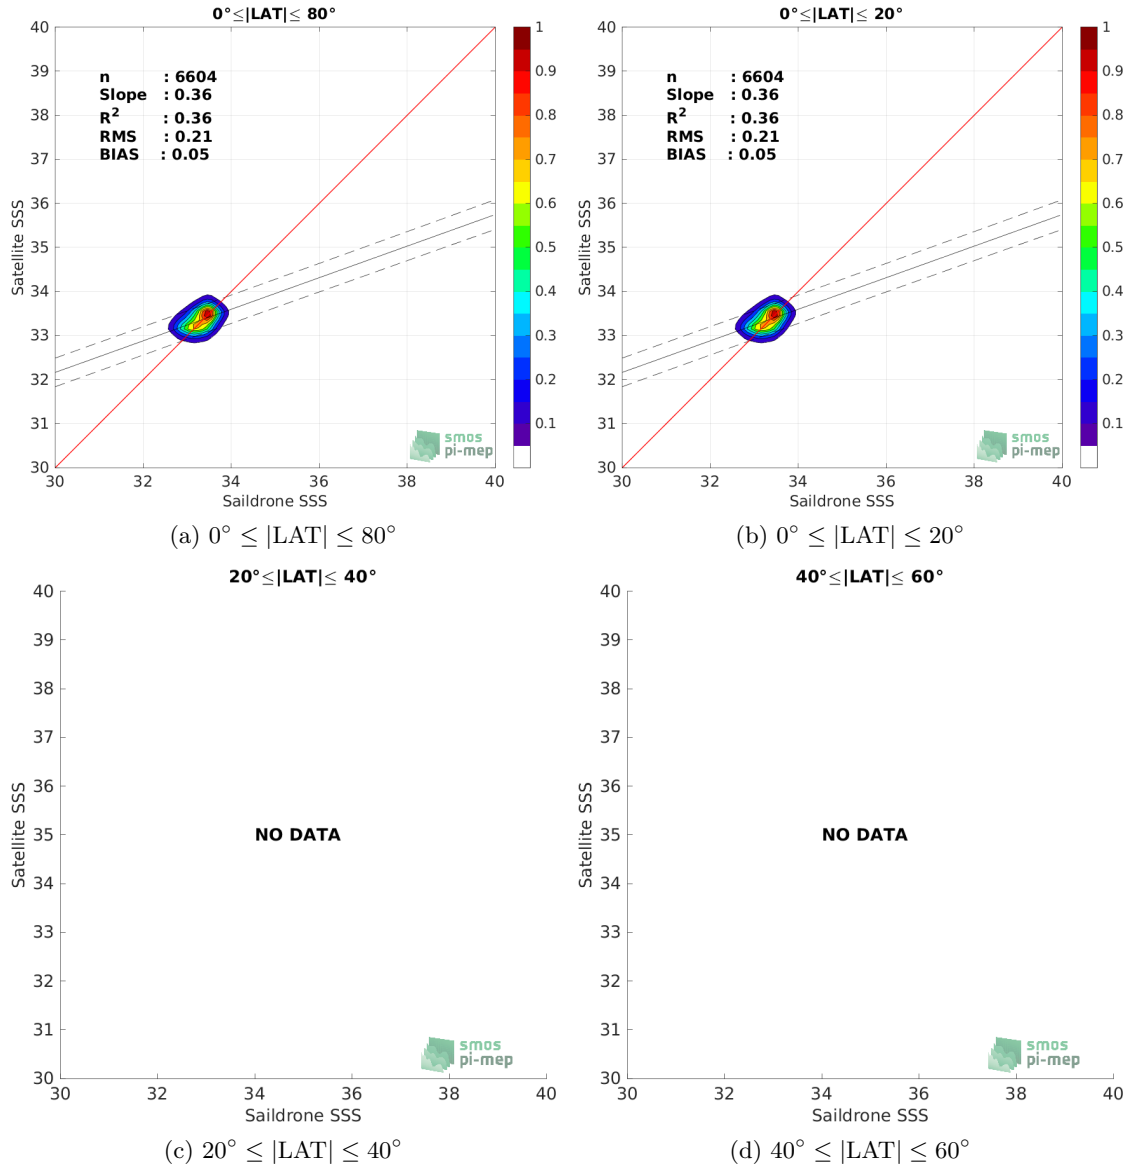 0°≤|LAT|≤ 80°
40
39
38
37
36
35
34
33
32
31
30
Satellite SSS
n : 6604
Slope : 0.36
R² : 0.36
RMS : 0.21
BIAS : 0.05
smos
pi-mep
30 32 34 36 38 40
Saildrone SSS
1
0.9
0.8
0.7
0.6
0.5
0.4
0.3
0.2
0.1
(a) 0° ≤ |LAT| ≤ 80°
0°≤|LAT|≤ 20°
40
39
38
37
36
35
34
33
32
31
30
Satellite SSS
n : 6604
Slope : 0.36
R² : 0.36
RMS : 0.21
BIAS : 0.05
smos
pi-mep
30 32 34 36 38 40
Saildrone SSS
1
0.9
0.8
0.7
0.6
0.5
0.4
0.3
0.2
0.1
(b) 0° ≤ |LAT| ≤ 20°
20°≤|LAT|≤ 40°
40
39
38
37
36
35
34
33
32
31
30
Satellite SSS
NO DATA
smos
pi-mep
30 32 34 36 38 40
Saildrone SSS
(c) 20° ≤ |LAT| ≤ 40°
40°≤|LAT|≤ 60°
40
39
38
37
36
35
34
33
32
31
30
Satellite SSS
NO DATA
smos
pi-mep
30 32 34 36 38 40
Saildrone SSS
(d) 40° ≤ |LAT| ≤ 60°